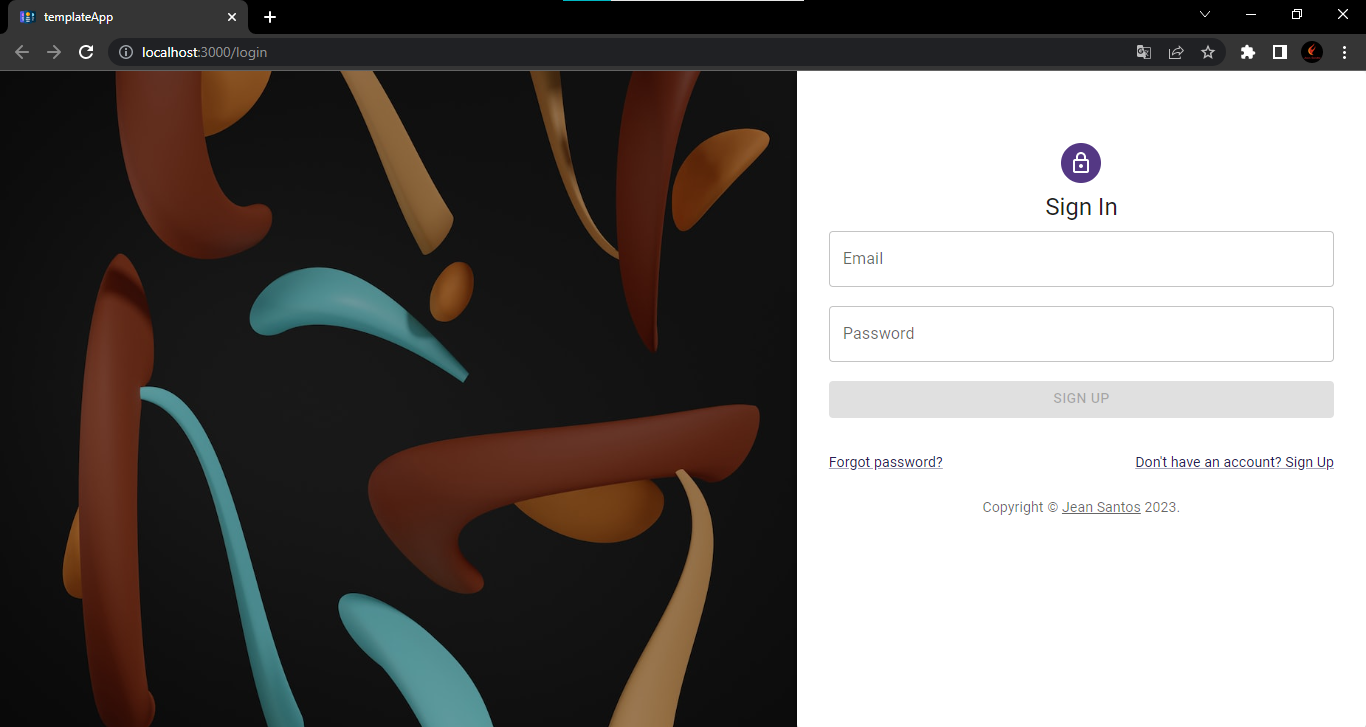 templateApp
localhost:3000/login
Sign In
Email
Password
SIGN UP
Forgot password? Don't have an account? Sign Up
Copyright © Jean Santos 2023.